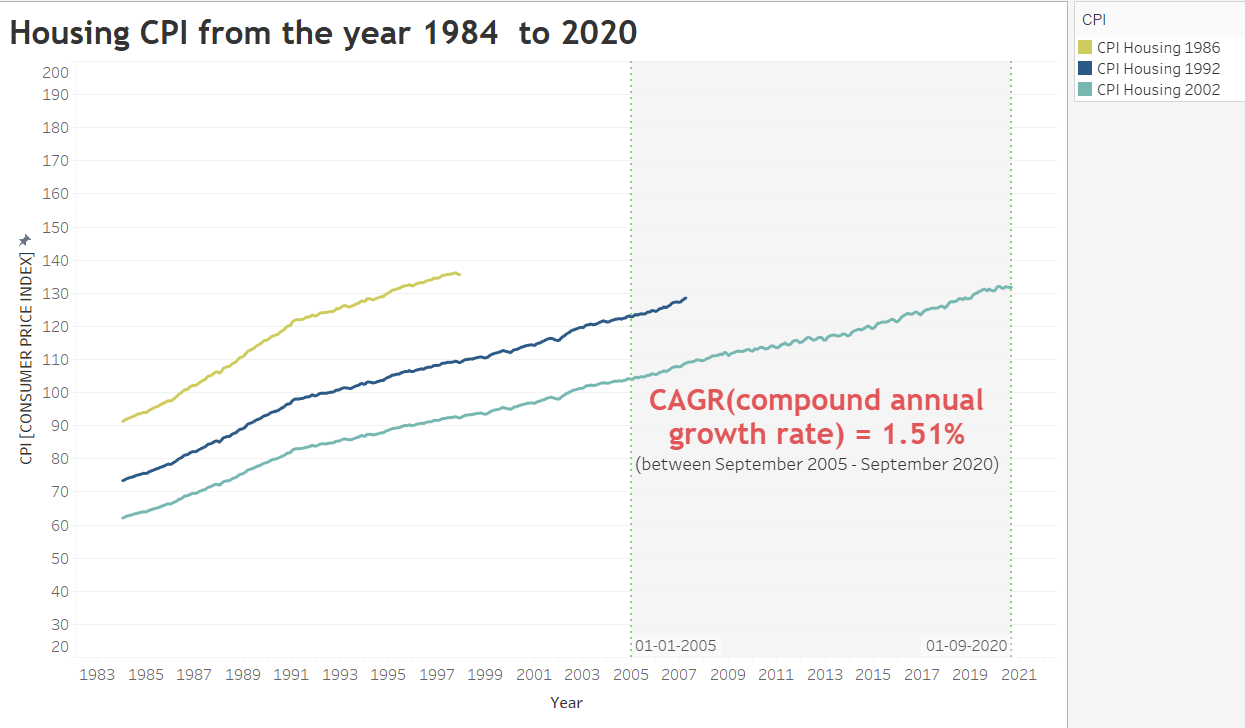 Housing CPI from the year 1984  to 2020
CPI
CPI Housing 1986
CPI Housing 1992
CPI Housing 2002
CPI [CONSUMER PRICE INDEX]
200
190
180
170
160
150
140
130
120
110
100
90
80
70
60
50
40
30
20
CAGR(compound annual
growth rate) = 1.51%
(between September 2005 - September 2020)
01-01-2005 01-09-2020
1983 1985 1987 1989 1991 1993 1995 1997 1999 2001 2003 2005 2007 2009 2011 2013 2015 2017 2019 2021
Year